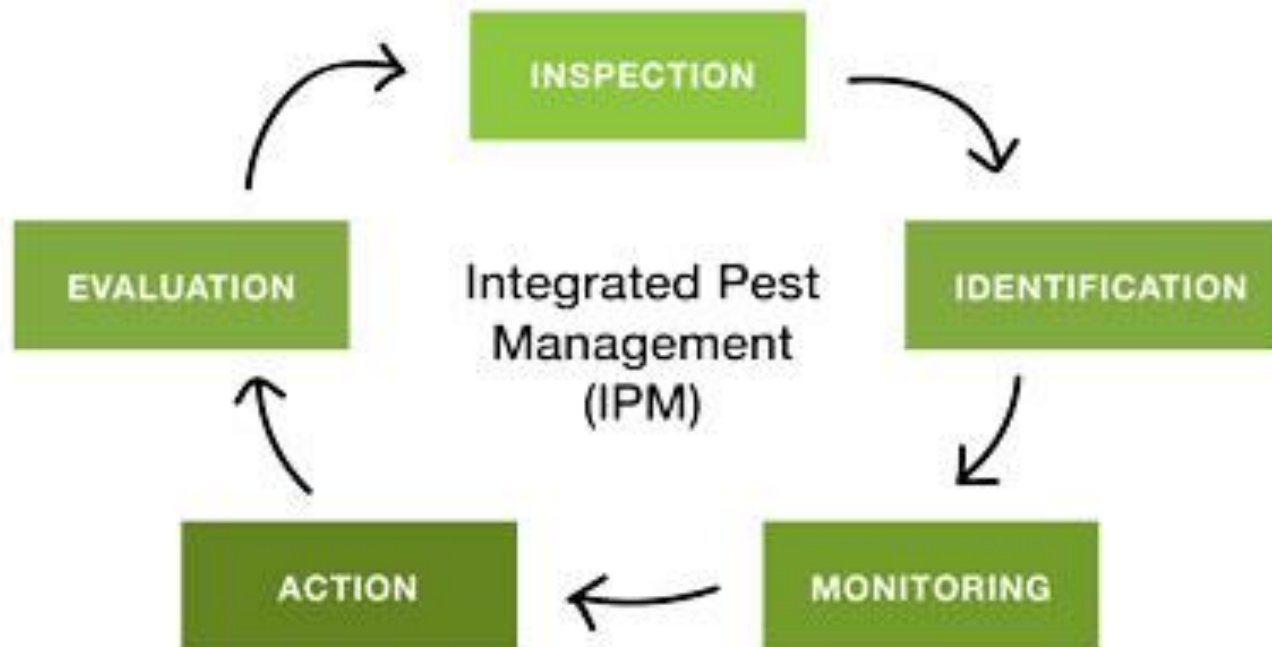 INSPECTION
EVALUATION
Integrated Pest
Management
(IPM)
IDENTIFICATION
ACTION
MONITORING